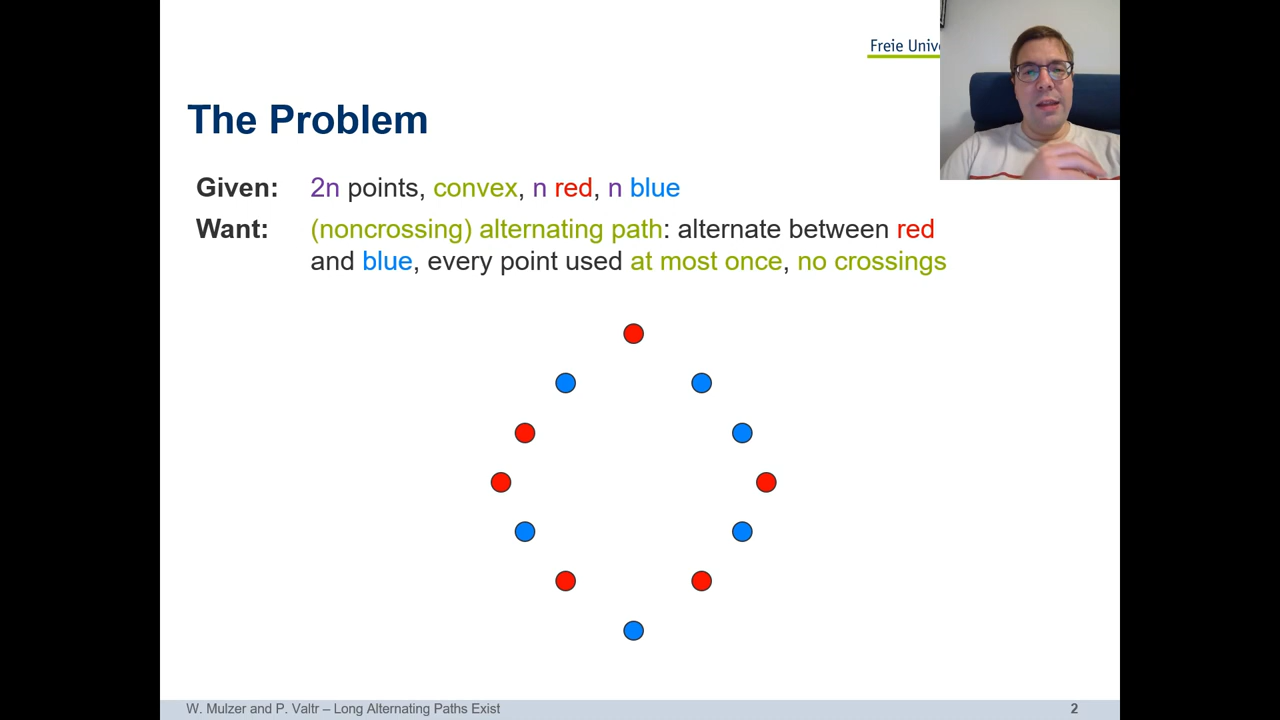 Freie
The Problem
Given: 2n points, convex, n red, n blue
Want: (noncrossing) alternating path: alternate between red
and blue, every point used at most once, no crossings
W. Mulzer and P. Valtr – Long Alternating Paths Exist 2